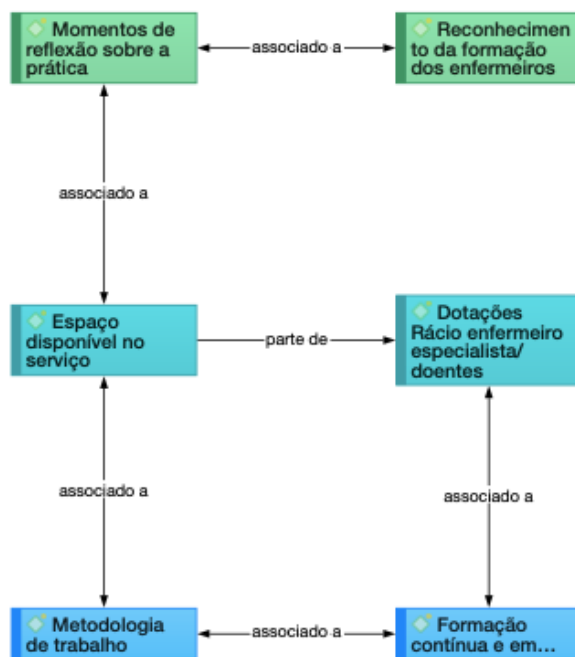 Momentos de
reflexão sobre a
prática
associado a
Reconhecimen
to da formação
dos enfermeiros
associado a
Espaço
disponível no
serviço
parte de
Dotações
Rácio enfermeiro
especialista/
doentes
associado a
associado a
Metodologia
de trabalho
associado a
Formação
contínua e em...